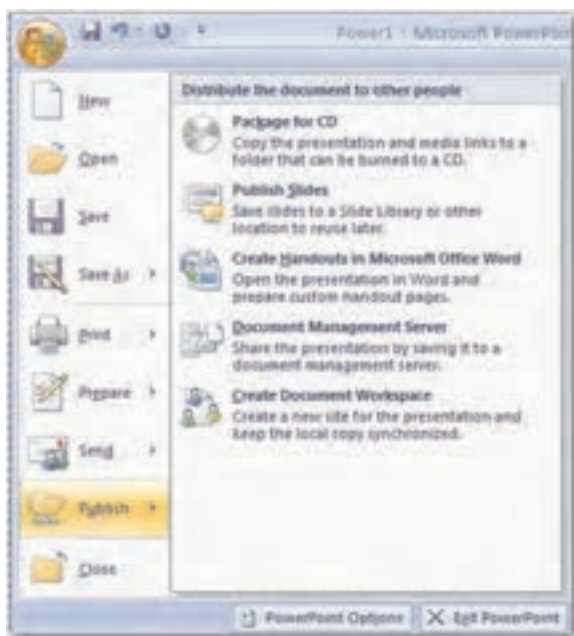 Power1 - Microsoft PowerPoin
New
Open
Save
Save As
Print
Prepare
Send
Publish
Close
Distribute the document to other people
Package for CD
Copy the presentation and media links to a
folder that can be burned to a CD.
Publish Slides
Save slides to a Slide Library or other
location to reuse later.
Create Handouts in Microsoft Office Word
Open the presentation in Word and
prepare custom handout pages.
Document Management Server
Share the presentation by saving it to a
document management server.
Create Document Workspace
Create a new site for the presentation and
keep the local copy synchronized.
PowerPoint Options
Exit PowerPoint